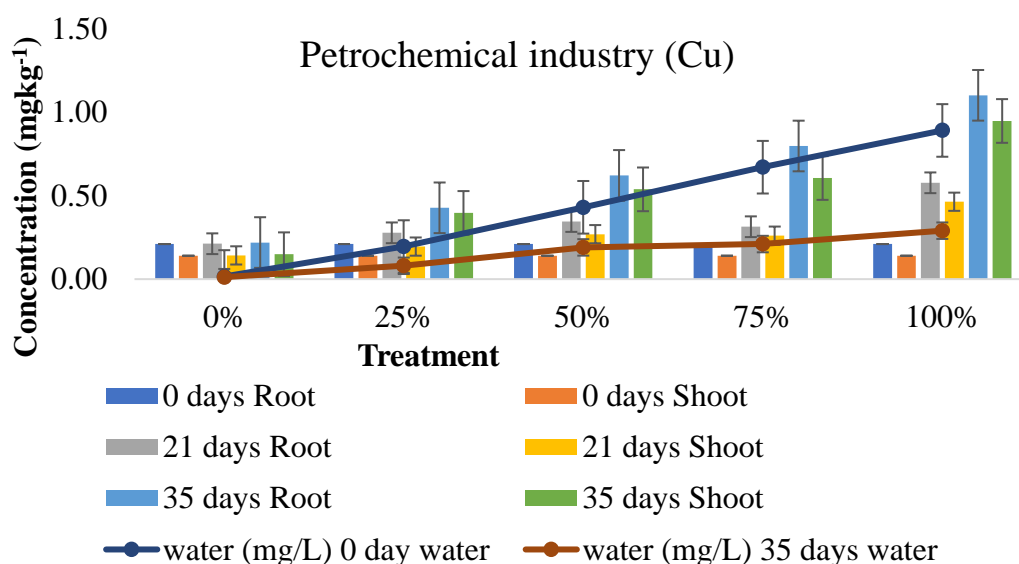 Petrochemical industry (Cu)
Concentration (mgkg⁻¹)
1.50
1.00
0.50
0.00
0% 25% 50% 75% 100%
Treatment
0 days Root 0 days Shoot
21 days Root 21 days Shoot
35 days Root 35 days Shoot
water (mg/L) 0 day water water (mg/L) 35 days water